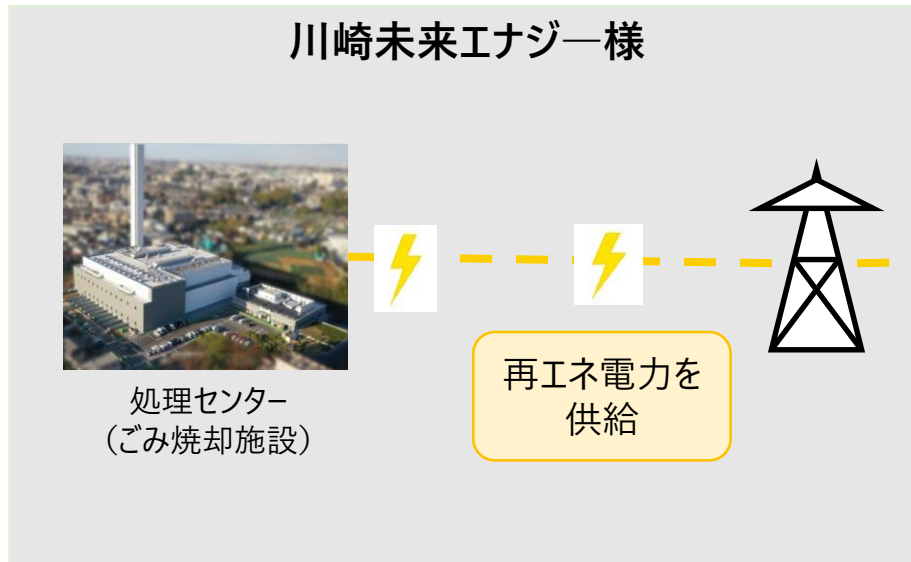 川崎未来エナジー様
処理センター
（ごみ焼却施設）
再エネ電力を
供給